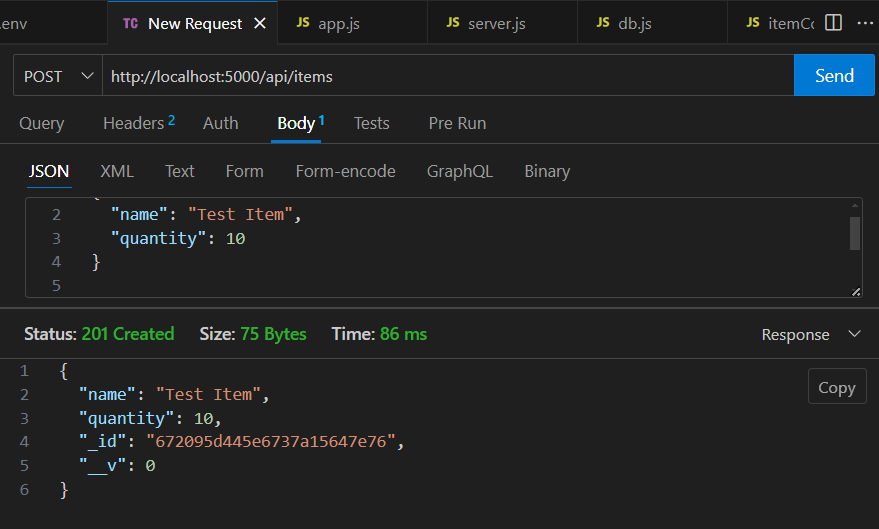 .env TC New Request × JS app.js JS server.js JS db.js JS itemCo ...
POST http://localhost:5000/api/items Send
Query Headers 2 Auth Body 1 Tests Pre Run
JSON XML Text Form Form-encode GraphQL Binary
2 "name": "Test Item",
3 "quantity": 10
4 }
5
Status: 201 Created Size: 75 Bytes Time: 86 ms Response
1 {
Copy
2 "name": "Test Item",
3 "quantity": 10,
4 "_id": "672095d445e6737a15647e76",
5 "__v": 0
6 }